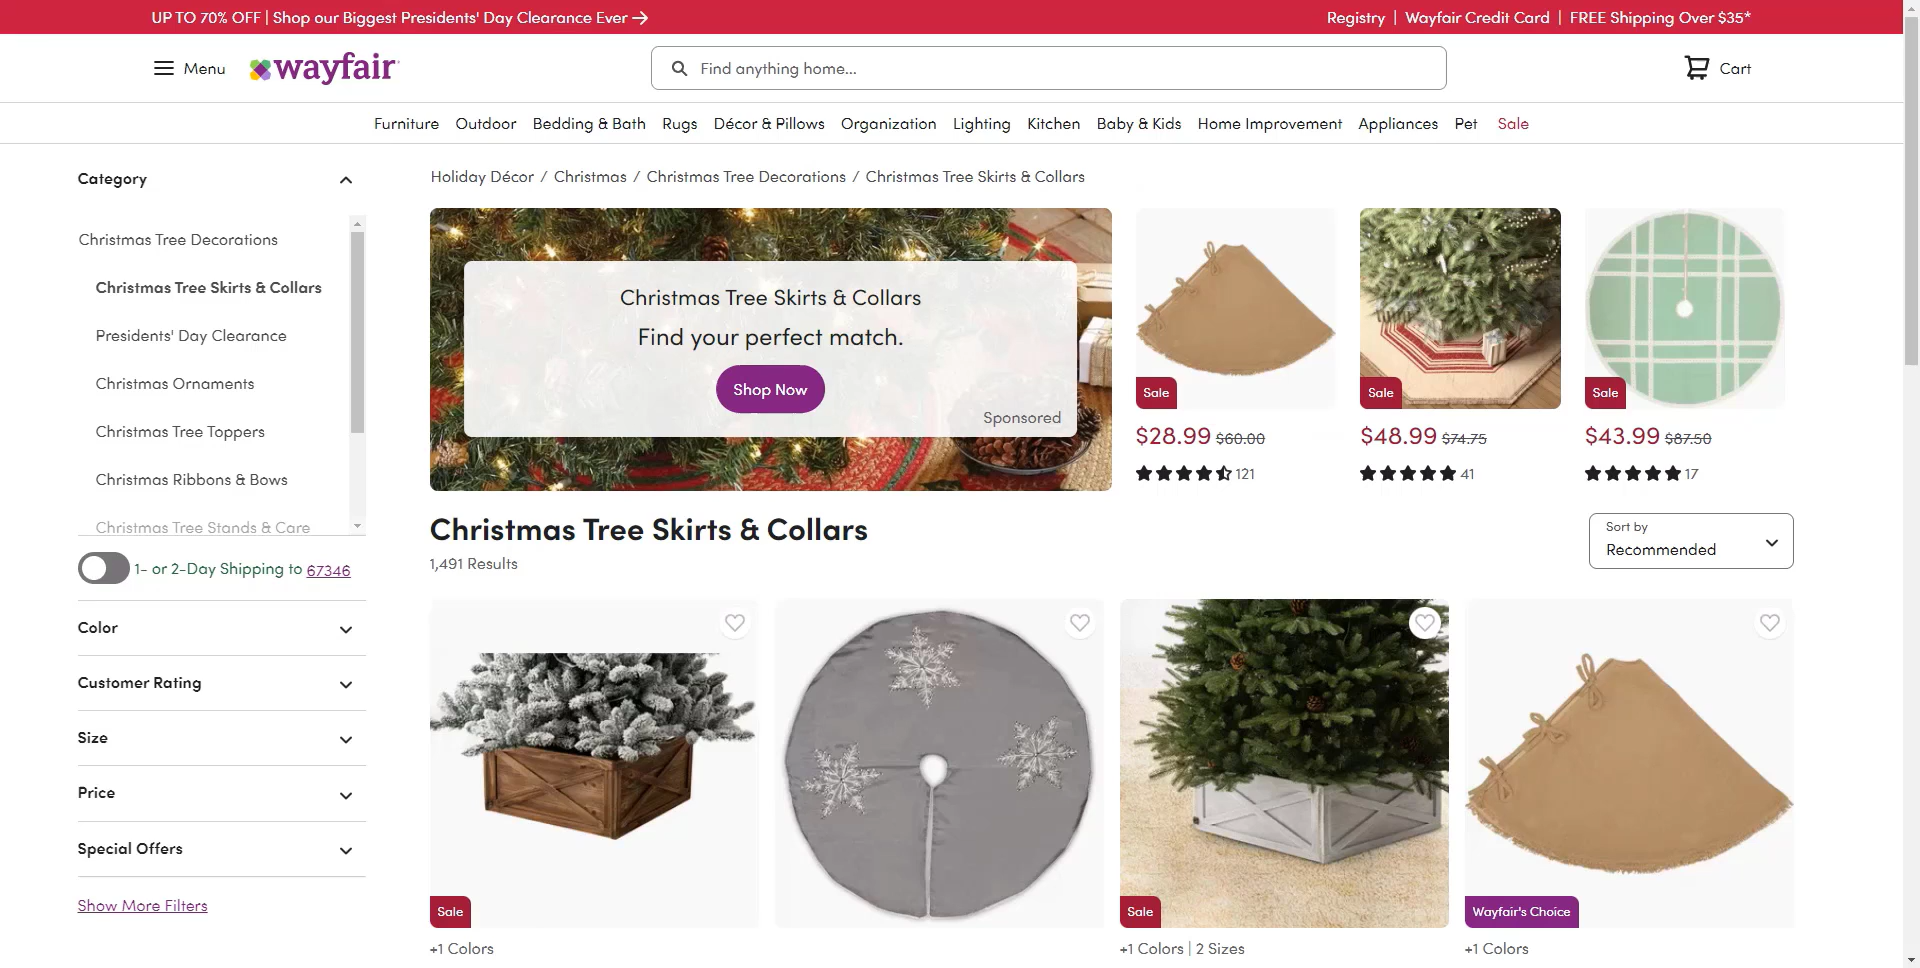 UP TO 70% OFF | Shop our Biggest Presidents' Day Clearance Ever →
Registry | Wayfair Credit Card | FREE Shipping Over $35*
Menu
wayfair
Find anything home...
Cart
Furniture Outdoor Bedding & Bath Rugs Décor & Pillows Organization Lighting Kitchen Baby & Kids Home Improvement Appliances Pet Sale
Category
Christmas Tree Decorations
Christmas Tree Skirts & Collars
Presidents' Day Clearance
Christmas Ornaments
Christmas Tree Toppers
Christmas Ribbons & Bows
Christmas Tree Stands & Care
1- or 2-Day Shipping to 67346
Color
Customer Rating
Size
Price
Special Offers
Show More Filters
Holiday Décor / Christmas / Christmas Tree Decorations / Christmas Tree Skirts & Collars
Christmas Tree Skirts & Collars
Find your perfect match.
Shop Now
Sponsored
Sale
$28.99 $60.00
121
Sale
$48.99 $74.75
41
Sale
$43.99 $87.50
17
Christmas Tree Skirts & Collars
1,491 Results
Sort by
Recommended
Sale
+1 Colors
Sale
+1 Colors | 2 Sizes
Wayfair's Choice
+1 Colors